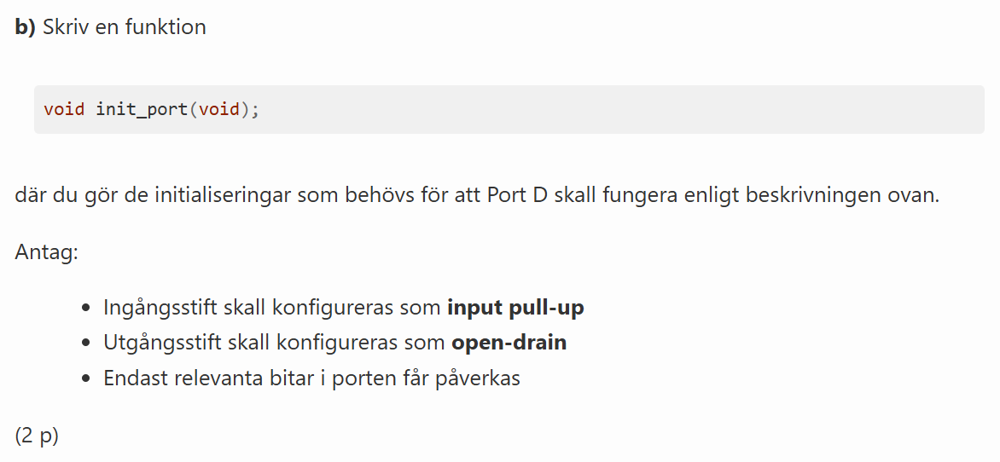 b) Skriv en funktion
void init_port(void);
där du gör de initialiseringar som behövs för att Port D skall fungera enligt beskrivningen ovan.
Antag:
• Ingångsstift skall konfigureras som input pull-up
• Utgångsstift skall konfigureras som open-drain
• Endast relevanta bitar i porten får påverkas
(2 p)